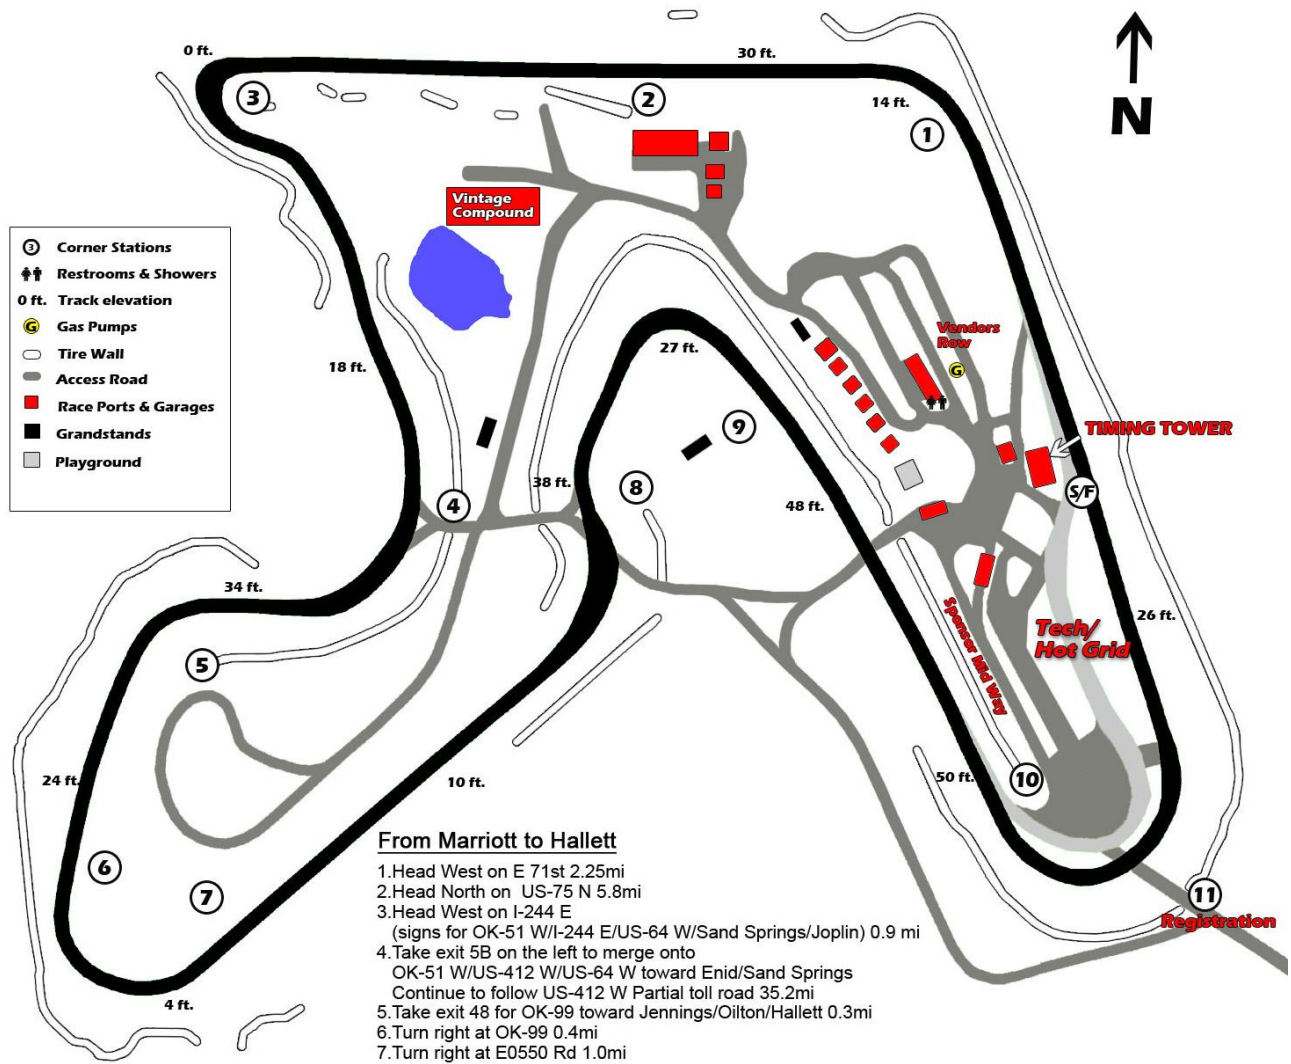 0 ft.
30 ft.
3
2
14 ft.
1
N
Vintage
Compound
3 Corner Stations
Restrooms & Showers
0 ft. Track elevation
G Gas Pumps
Tire Wall
Access Road
Race Ports & Garages
Grandstands
Playground
18 ft.
27 ft.
Vendors
Row
G
9
TIMING TOWER
8
38 ft.
4
48 ft.
S/F
34 ft.
5
Sponsor Mid Way
Tech/
Hot Grid
26 ft.
24 ft.
10 ft.
50 ft.
10
6
7
11
Registration
4 ft.
From Marriott to Hallett
1.Head West on E 71st 2.25mi
2.Head North on US-75 N 5.8mi
3.Head West on I-244 E
(signs for OK-51 W/I-244 E/US-64 W/Sand Springs/Joplin) 0.9 mi
4.Take exit 5B on the left to merge onto
OK-51 W/US-412 W/US-64 W toward Enid/Sand Springs
Continue to follow US-412 W Partial toll road 35.2mi
5.Take exit 48 for OK-99 toward Jennings/Oilton/Hallett 0.3mi
6.Turn right at OK-99 0.4mi
7.Turn right at E0550 Rd 1.0mi